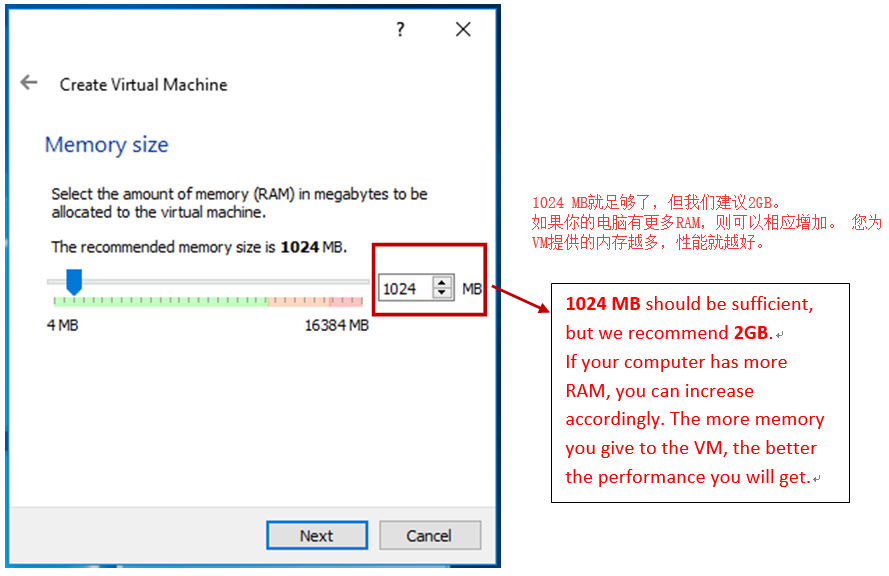 ?
Create Virtual Machine
Memory size
Select the amount of memory (RAM) in megabytes to be
allocated to the virtual machine.
The recommended memory size is 1024 MB.
1024 MB
4 MB 16384 MB
Next Cancel
1024 MB就足够了，但我们建议2GB。
如果你的电脑有更多RAM，则可以相应增加。 您为
VM提供的内存越多，性能就越好。
1024 MB should be sufficient,
but we recommend 2GB.
If your computer has more
RAM, you can increase
accordingly. The more memory
you give to the VM, the better
the performance you will get.